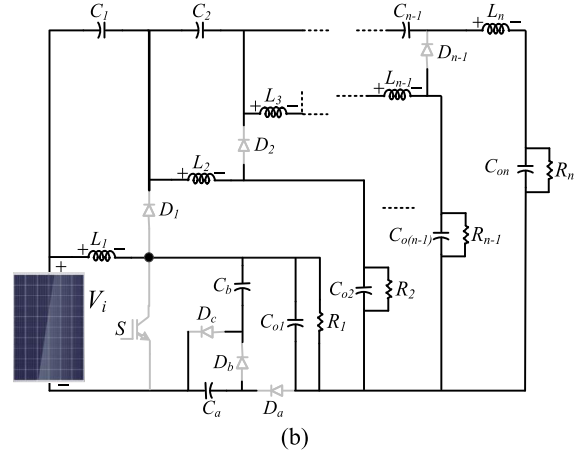 C1 C2 Cn-1 Ln
+ −
Dn-1
L3 Ln-1
+ − + −
D2
L2
+ −
Con Rn
D1
L1
+ −
Co(n-1) Rn-1
+
Vi
Cb
Dc
Co1 R1 Co2 R2
S
Db
−
Ca Da
(b)